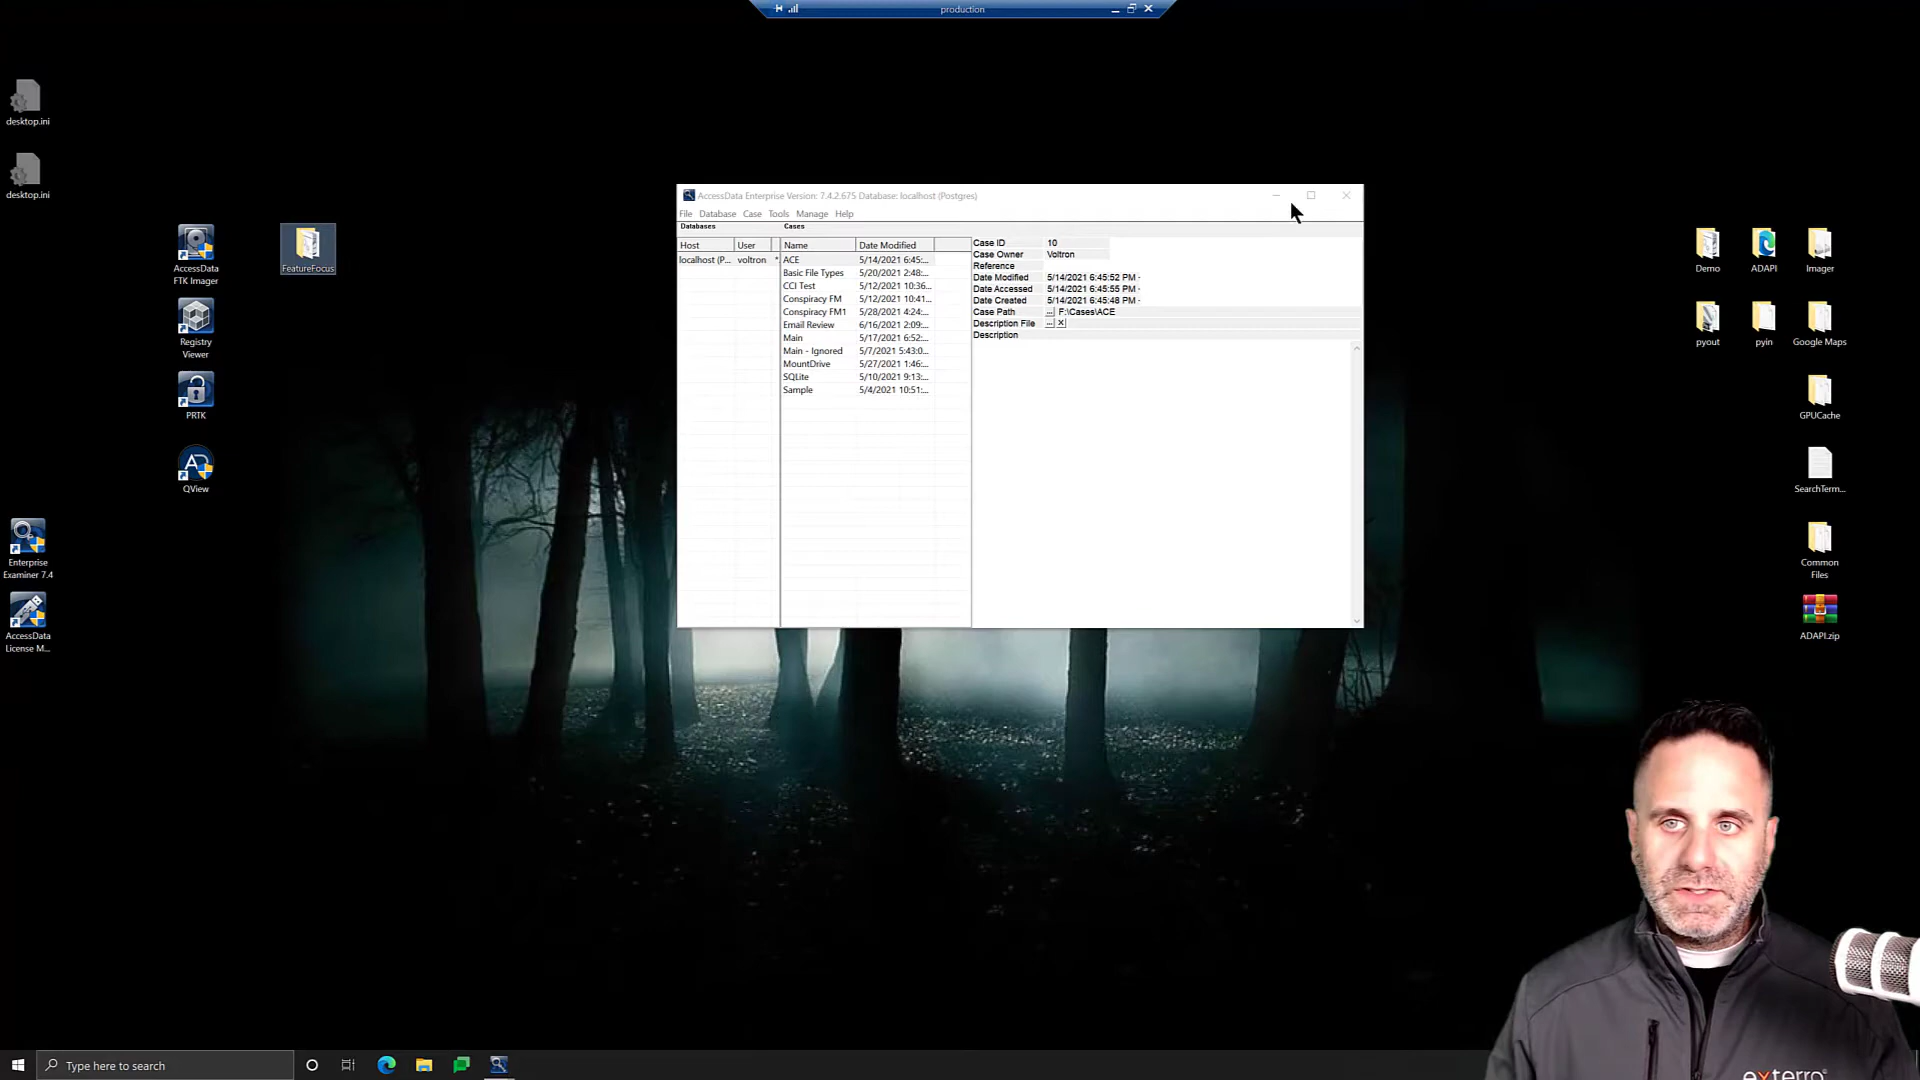 production
desktop.ini
desktop.ini
AccessData
FTK Imager
FeatureFocus
Registry
Viewer
PRTK
QView
Enterprise
Examiner 7.4
AccessData
License M...
AccessData Enterprise Version: 7.4.2.675 Database: localhost (Postgres)
File Database Case Tools Manage Help
Databases Cases
Host User Name Date Modified
localhost (P... voltron * ACE 5/14/2021 6:45:...
Basic File Types 5/20/2021 2:48:...
CCI Test 5/12/2021 10:36...
Conspiracy FM 5/12/2021 10:41...
Conspiracy FM1 5/28/2021 4:24:...
Email Review 6/16/2021 2:09:...
Main 5/17/2021 6:52:...
Main - Ignored 5/7/2021 5:43:0...
MountDrive 5/27/2021 1:46:...
SQLite 5/10/2021 9:13:...
Sample 5/4/2021 10:51:...
Case ID 10
Case Owner Voltron
Reference
Date Modified 5/14/2021 6:45:52 PM -
Date Accessed 5/14/2021 6:45:55 PM -
Date Created 5/14/2021 6:45:48 PM -
Case Path ... F:\Cases\ACE
Description File ... X
Description
Demo ADAPI Imager
pyout pyin Google Maps
GPUCache
SearchTerm...
Common
Files
ADAPI.zip
exterro
Type here to search